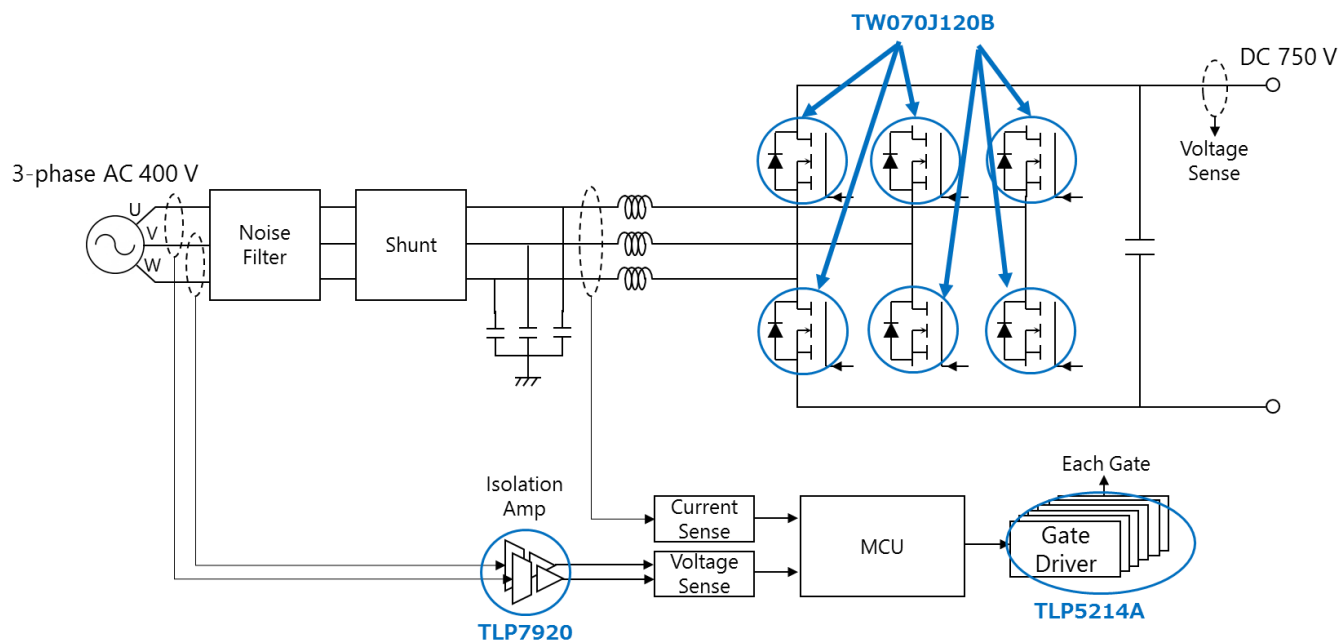 TW070J120B
DC 750 V
Voltage
Sense
3-phase AC 400 V
U
V
W
Noise
Filter
Shunt
Each Gate
Isolation
Amp
Current
Sense
Voltage
Sense
MCU
Gate
Driver
TLP7920
TLP5214A